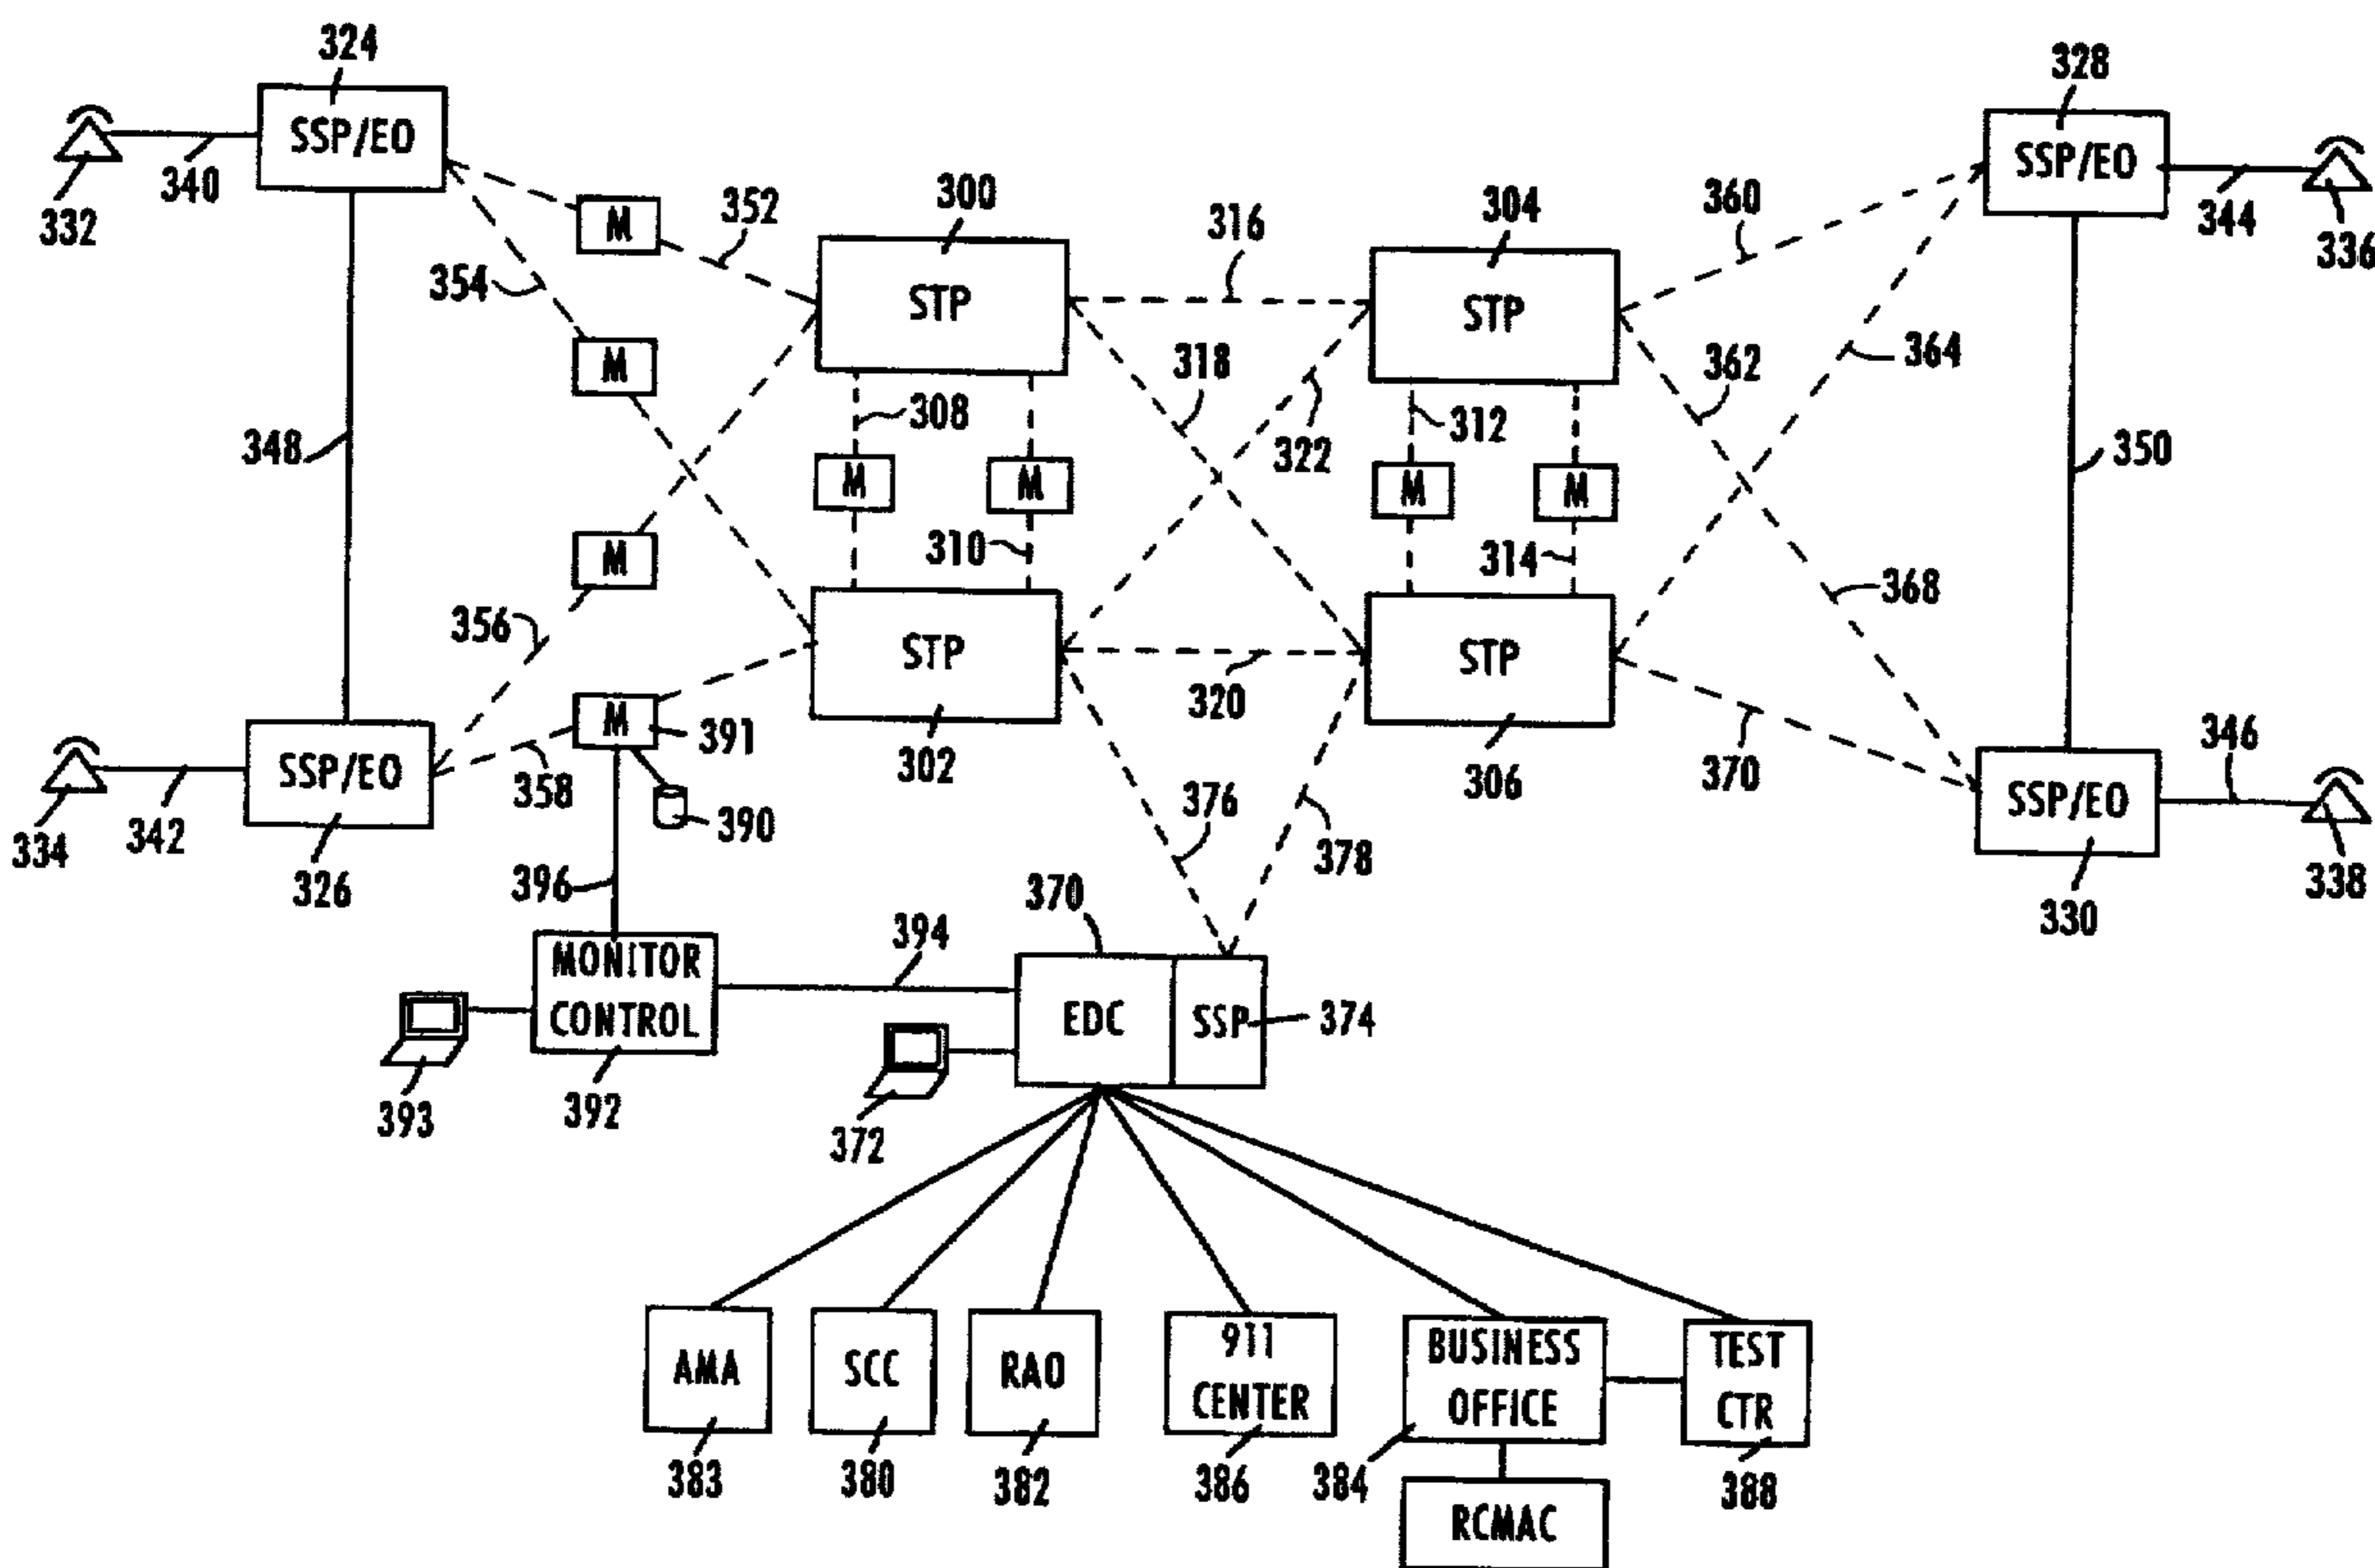 324
328
SSP/EO
SSP/EO
332
340
M
352
300
316
304
360
344
336
354
STP
STP
M
318
362
364
308
312
348
322
350
M
M
M
M
310
314
M
368
356
STP
STP
320
M
391
302
306
370
346
SSP/EO
SSP/EO
334
342
358
390
376
378
326
396
370
330
338
394
MONITOR
CONTROL
EDC
SSP
374
393
392
372
AMA
SCC
RAO
911
CENTER
BUSINESS
OFFICE
TEST
CTR
383
380
382
386
384
388
RCMAC